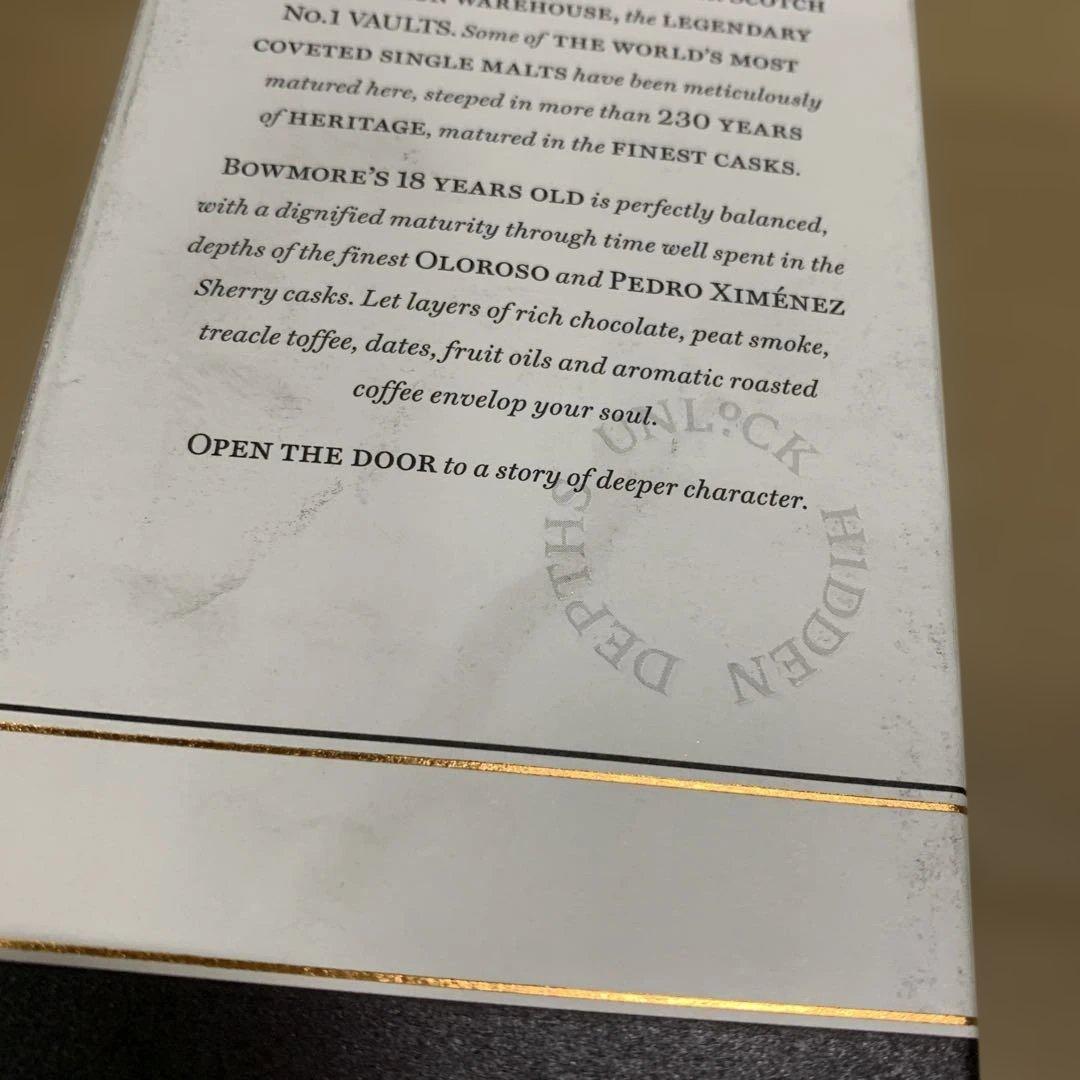 WAREHOUSE, the LEGENDARY
No.1 VAULTS. Some of THE WORLD'S MOST
COVETED SINGLE MALTS have been meticulously
matured here, steeped in more than 230 YEARS
of HERITAGE, matured in the FINEST CASKS.
BOWMORE'S 18 YEARS OLD is perfectly balanced,
with a dignified maturity through time well spent in the
depths of the finest OLOROSO and PEDRO XIMÉNEZ
Sherry casks. Let layers of rich chocolate, peat smoke,
treacle toffee, dates, fruit oils and aromatic roasted
coffee envelop your soul.
OPEN THE DOOR to a story of deeper character.
UNLOCK HIDDEN DEPTHS